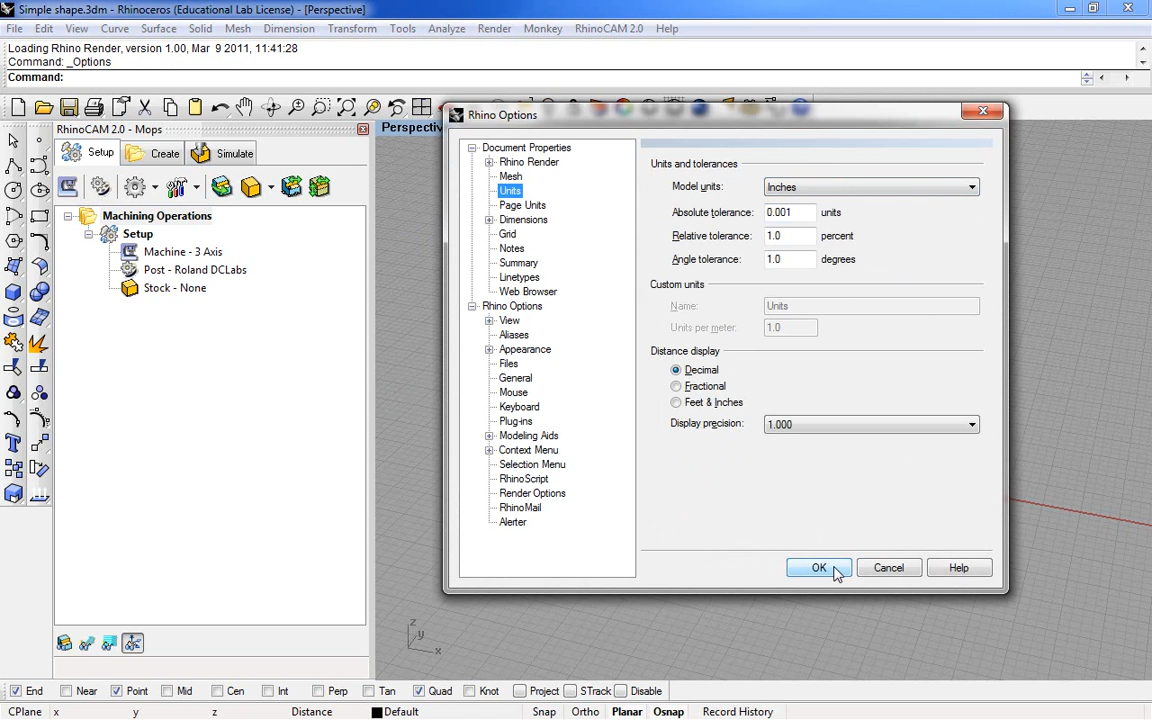 Simple shape.3dm - Rhinoceros (Educational Lab License) - [Perspective]
File Edit View Curve Surface Solid Mesh Dimension Transform Tools Analyze Render Monkey RhinoCAM 2.0 Help
Loading Rhino Render, version 1.00, Mar 9 2011, 11:41:28
Command: _Options
Command:
RhinoCAM 2.0 - Mops
Setup Create Simulate
Machining Operations
Setup
Machine - 3 Axis
Post - Roland DCLabs
Stock - None
Perspectiv
Rhino Options
Document Properties
Rhino Render
Mesh
Units
Page Units
Dimensions
Grid
Notes
Summary
Linetypes
Web Browser
Rhino Options
View
Aliases
Appearance
Files
General
Mouse
Keyboard
Plug-ins
Modeling Aids
Context Menu
Selection Menu
RhinoScript
Render Options
RhinoMail
Alerter
Units and tolerances
Model units: Inches
Absolute tolerance: 0.001 units
Relative tolerance: 1.0 percent
Angle tolerance: 1.0 degrees
Custom units
Name: Units
Units per meter: 1.0
Distance display
Decimal
Fractional
Feet & Inches
Display precision: 1.000
OK Cancel Help
z
y
x
End Near Point Mid Cen Int Perp Tan Quad Knot Project STrack Disable
CPlane x y z Distance Default Snap Ortho Planar Osnap Record History